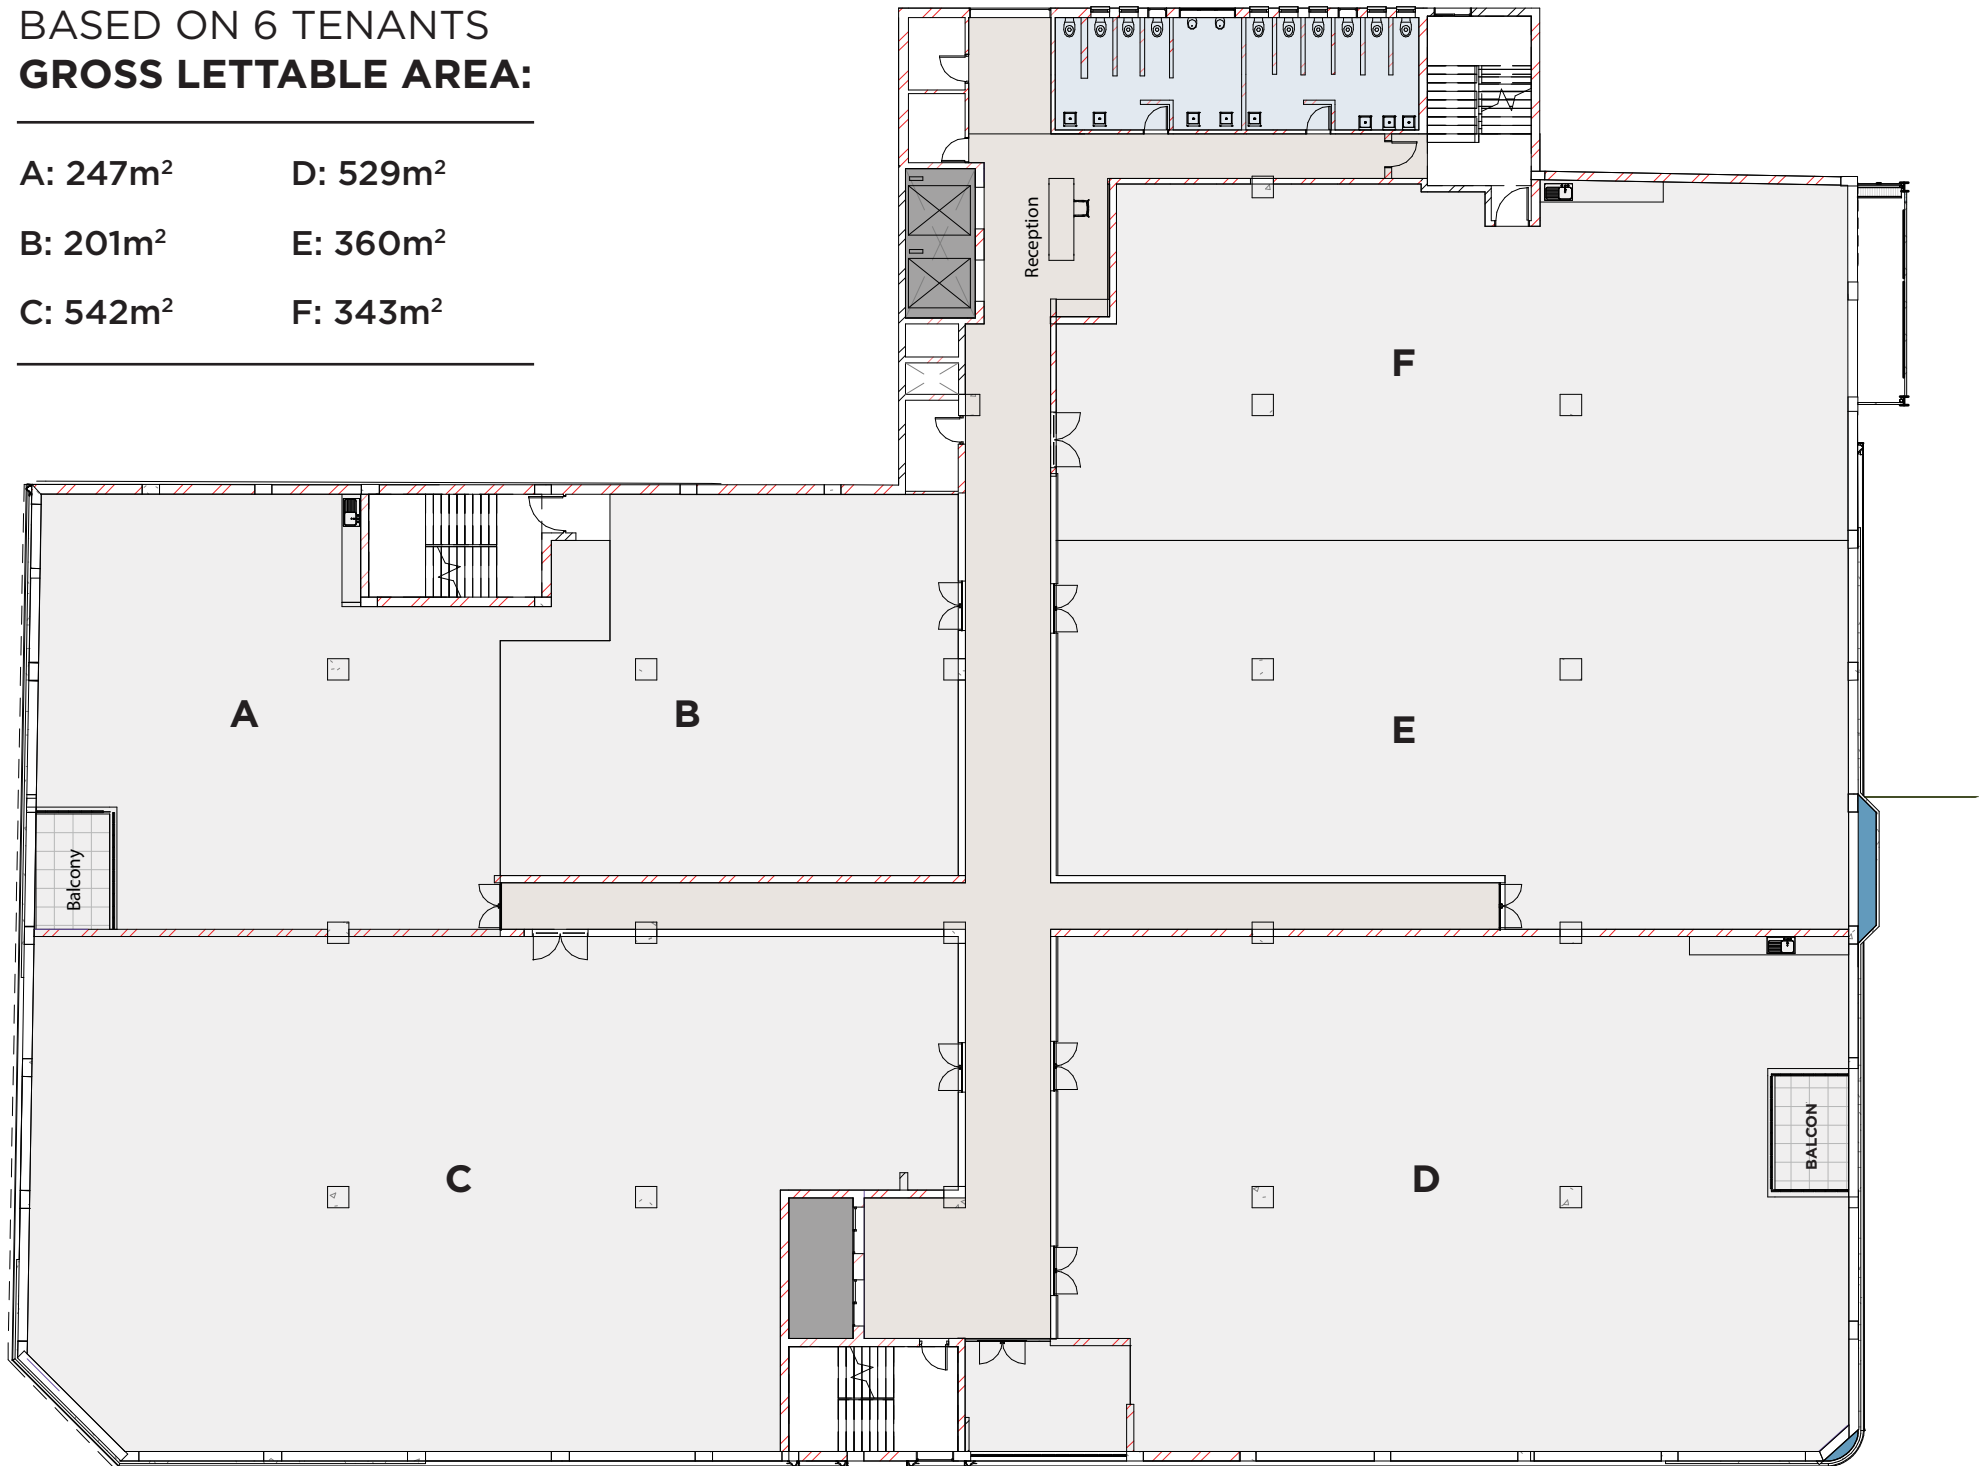 BASED ON 6 TENANTS
GROSS LETTABLE AREA:
A: 247m² D: 529m²
B: 201m² E: 360m²
C: 542m² F: 343m²
Reception
F
A
B
E
Balcony
C
D
BALCON